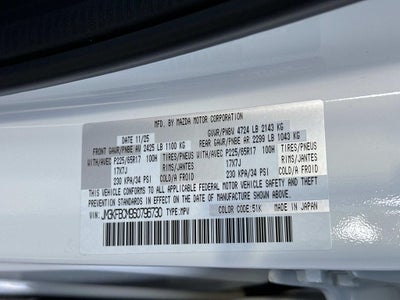 MFD. BY MAZDA MOTOR CORPORATION
DATE 11/25 GVWR/PNBV 4724 LB 2143 KG
FRONT GAWR/PNBE AV 2425 LB 1100 KG REAR GAWR/PNBE AR 2299 LB 1043 KG
WITH/AVEC P225/65R17 100H TIRES/PNEUS WITH/AVEC P225/65R17 100H TIRES/PNEUS
17X7J RIMS/JANTES 17X7J RIMS/JANTES
230 KPA/34 PSI COLD/A FROID 230 KPA/34 PSI COLD/A FROID
THIS VEHICLE CONFORMS TO ALL APPLICABLE FEDERAL MOTOR VEHICLE SAFETY AND THEFT
PREVENTION STANDARDS IN EFFECT ON THE DATE OF MANUFACTURE SHOWN ABOVE.
TYPE:MPV COLOR CODE:51K MADE IN JAPAN